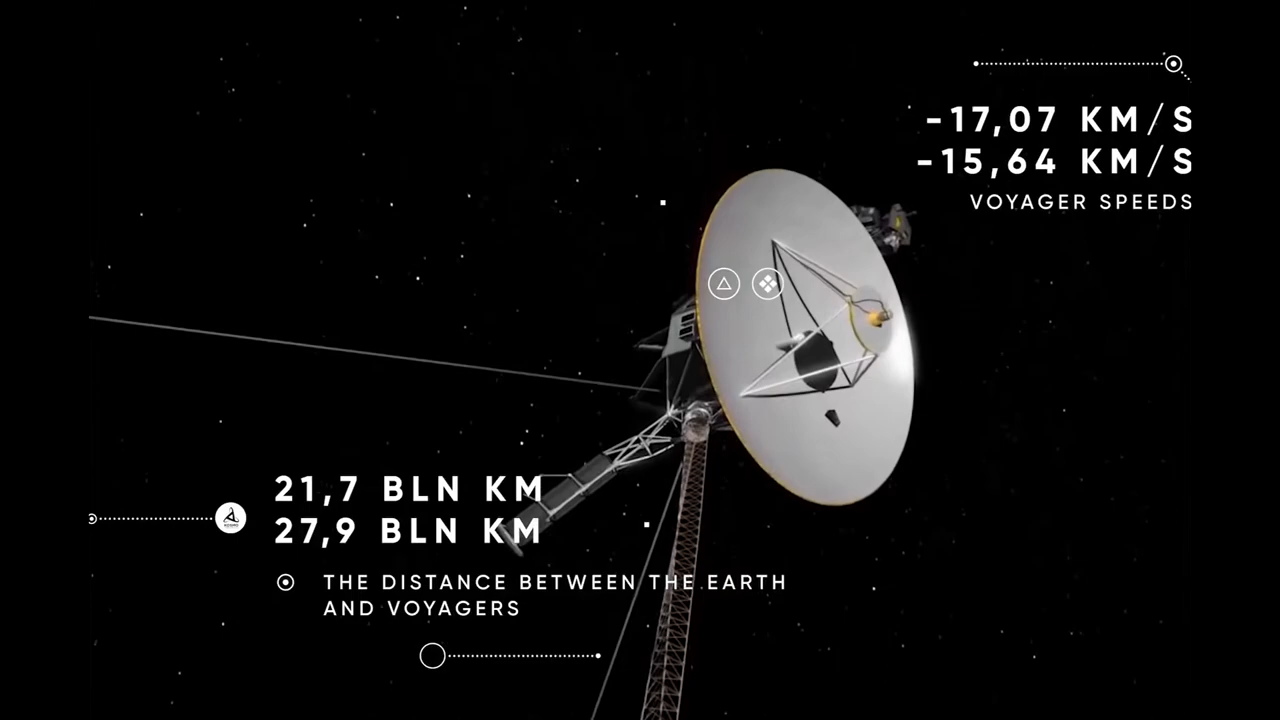 -17,07 KM/S
-15,64 KM/S
VOYAGER SPEEDS
21,7 BLN KM
27,9 BLN KM
THE DISTANCE BETWEEN THE EARTH
AND VOYAGERS